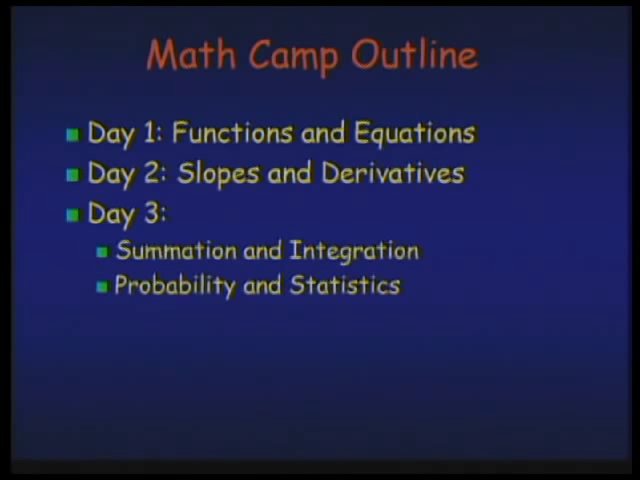 Math Camp Outline
Day 1: Functions and Equations
Day 2: Slopes and Derivatives
Day 3:
Summation and Integration
Probability and Statistics